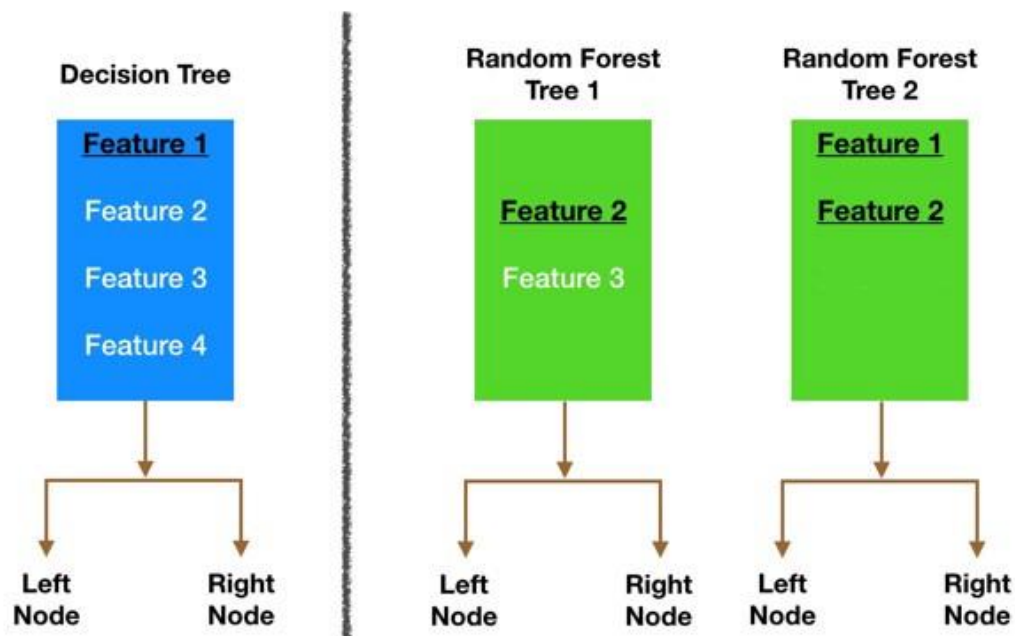 Decision Tree
Feature 1
Feature 2
Feature 3
Feature 4
Left
Node
Right
Node
Random Forest
Tree 1
Feature 2
Feature 3
Left
Node
Right
Node
Random Forest
Tree 2
Feature 1
Feature 2
Left
Node
Right
Node